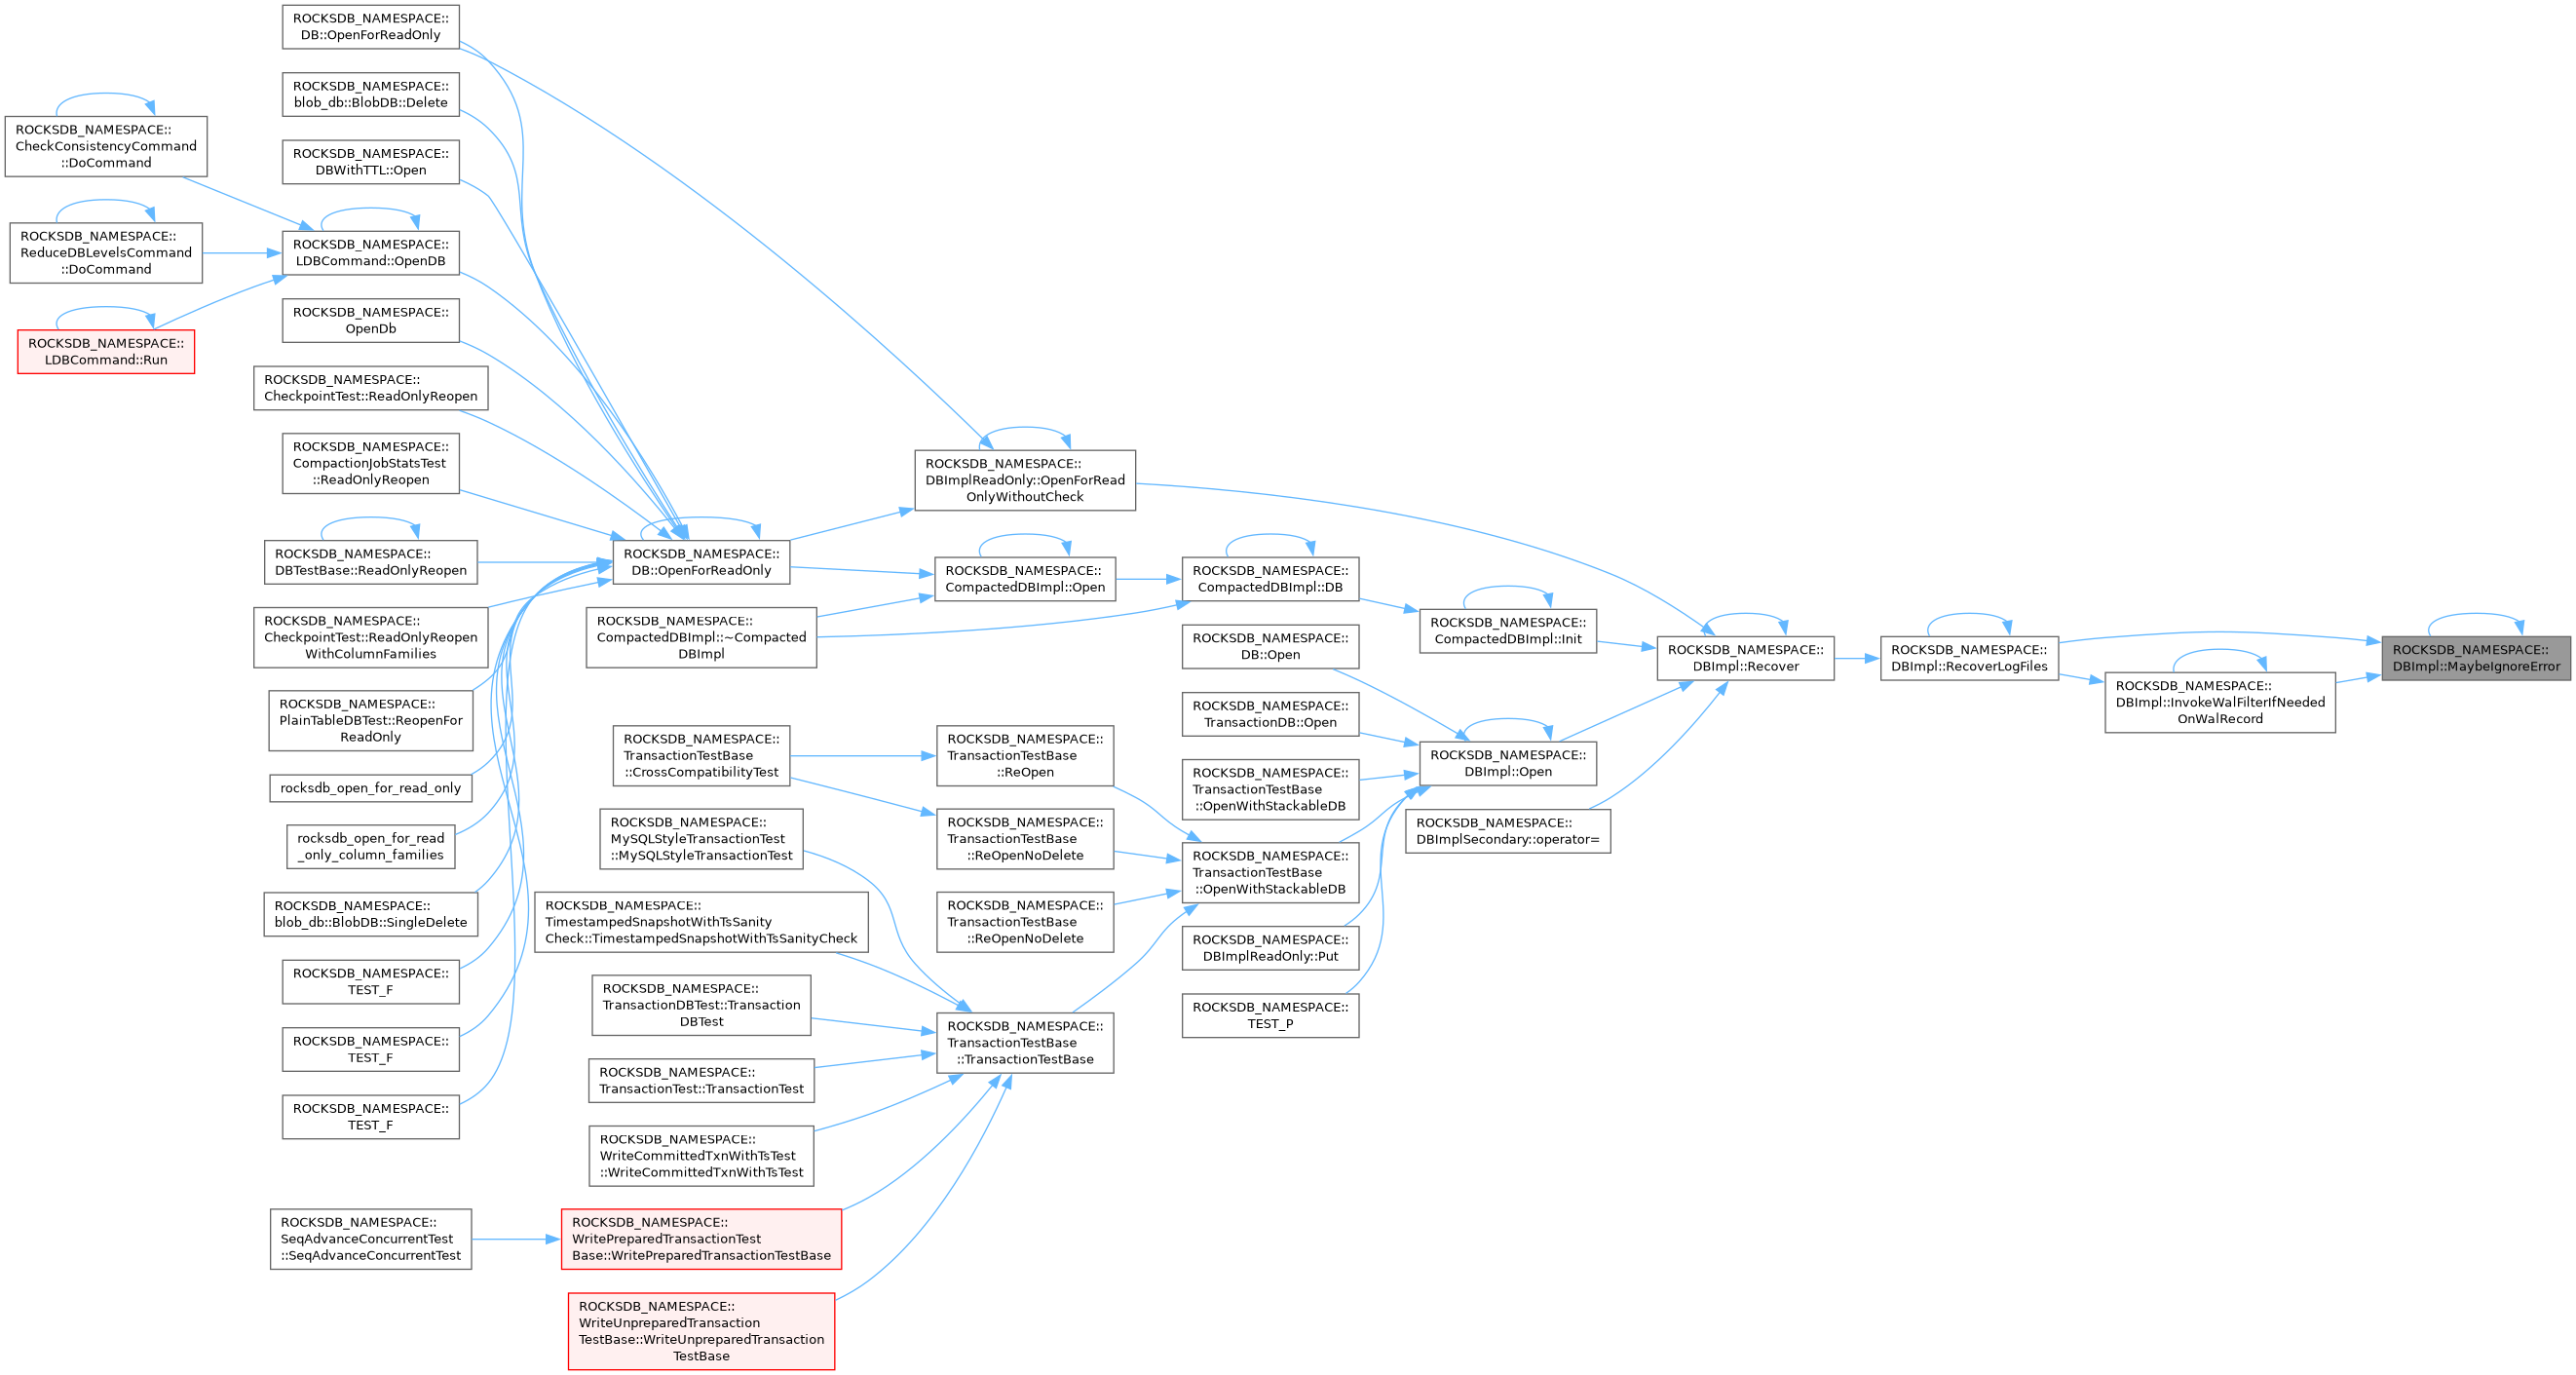 ROCKSDB_NAMESPACE::
DB::OpenForReadOnly
ROCKSDB_NAMESPACE::
blob_db::BlobDB::Delete
ROCKSDB_NAMESPACE::
DBWithTTL::Open
ROCKSDB_NAMESPACE::
CheckConsistencyCommand
::DoCommand
ROCKSDB_NAMESPACE::
ReduceDBLevelsCommand
::DoCommand
ROCKSDB_NAMESPACE::
LDBCommand::Run
ROCKSDB_NAMESPACE::
LDBCommand::OpenDB
ROCKSDB_NAMESPACE::
OpenDb
ROCKSDB_NAMESPACE::
CheckpointTest::ReadOnlyReopen
ROCKSDB_NAMESPACE::
CompactionJobStatsTest
::ReadOnlyReopen
ROCKSDB_NAMESPACE::
DBTestBase::ReadOnlyReopen
ROCKSDB_NAMESPACE::
CheckpointTest::ReadOnlyReopen
WithColumnFamilies
ROCKSDB_NAMESPACE::
PlainTableDBTest::ReopenFor
ReadOnly
rocksdb_open_for_read_only
rocksdb_open_for_read
_only_column_families
ROCKSDB_NAMESPACE::
blob_db::BlobDB::SingleDelete
ROCKSDB_NAMESPACE::
TEST_F
ROCKSDB_NAMESPACE::
TEST_F
ROCKSDB_NAMESPACE::
TEST_F
ROCKSDB_NAMESPACE::
SeqAdvanceConcurrentTest
::SeqAdvanceConcurrentTest
ROCKSDB_NAMESPACE::
DB::OpenForReadOnly
ROCKSDB_NAMESPACE::
CompactedDBImpl::~Compacted
DBImpl
ROCKSDB_NAMESPACE::
TransactionTestBase
::CrossCompatibilityTest
ROCKSDB_NAMESPACE::
MySQLStyleTransactionTest
::MySQLStyleTransactionTest
ROCKSDB_NAMESPACE::
TimestampedSnapshotWithTsSanity
Check::TimestampedSnapshotWithTsSanityCheck
ROCKSDB_NAMESPACE::
TransactionDBTest::Transaction
DBTest
ROCKSDB_NAMESPACE::
TransactionTest::TransactionTest
ROCKSDB_NAMESPACE::
WriteCommittedTxnWithTsTest
::WriteCommittedTxnWithTsTest
ROCKSDB_NAMESPACE::
WritePreparedTransactionTest
Base::WritePreparedTransactionTestBase
ROCKSDB_NAMESPACE::
WriteUnpreparedTransaction
TestBase::WriteUnpreparedTransaction
TestBase
ROCKSDB_NAMESPACE::
DBImplReadOnly::OpenForRead
OnlyWithoutCheck
ROCKSDB_NAMESPACE::
CompactedDBImpl::Open
ROCKSDB_NAMESPACE::
TransactionTestBase
::ReOpen
ROCKSDB_NAMESPACE::
TransactionTestBase
::ReOpenNoDelete
ROCKSDB_NAMESPACE::
TransactionTestBase
::ReOpenNoDelete
ROCKSDB_NAMESPACE::
TransactionTestBase
::TransactionTestBase
ROCKSDB_NAMESPACE::
CompactedDBImpl::DB
ROCKSDB_NAMESPACE::
DB::Open
ROCKSDB_NAMESPACE::
TransactionDB::Open
ROCKSDB_NAMESPACE::
TransactionTestBase
::OpenWithStackableDB
ROCKSDB_NAMESPACE::
TransactionTestBase
::OpenWithStackableDB
ROCKSDB_NAMESPACE::
DBImplReadOnly::Put
ROCKSDB_NAMESPACE::
TEST_P
ROCKSDB_NAMESPACE::
CompactedDBImpl::Init
ROCKSDB_NAMESPACE::
DBImpl::Open
ROCKSDB_NAMESPACE::
DBImplSecondary::operator=
ROCKSDB_NAMESPACE::
DBImpl::Recover
ROCKSDB_NAMESPACE::
DBImpl::RecoverLogFiles
ROCKSDB_NAMESPACE::
DBImpl::InvokeWalFilterIfNeeded
OnWalRecord
ROCKSDB_NAMESPACE::
DBImpl::MaybeIgnoreError